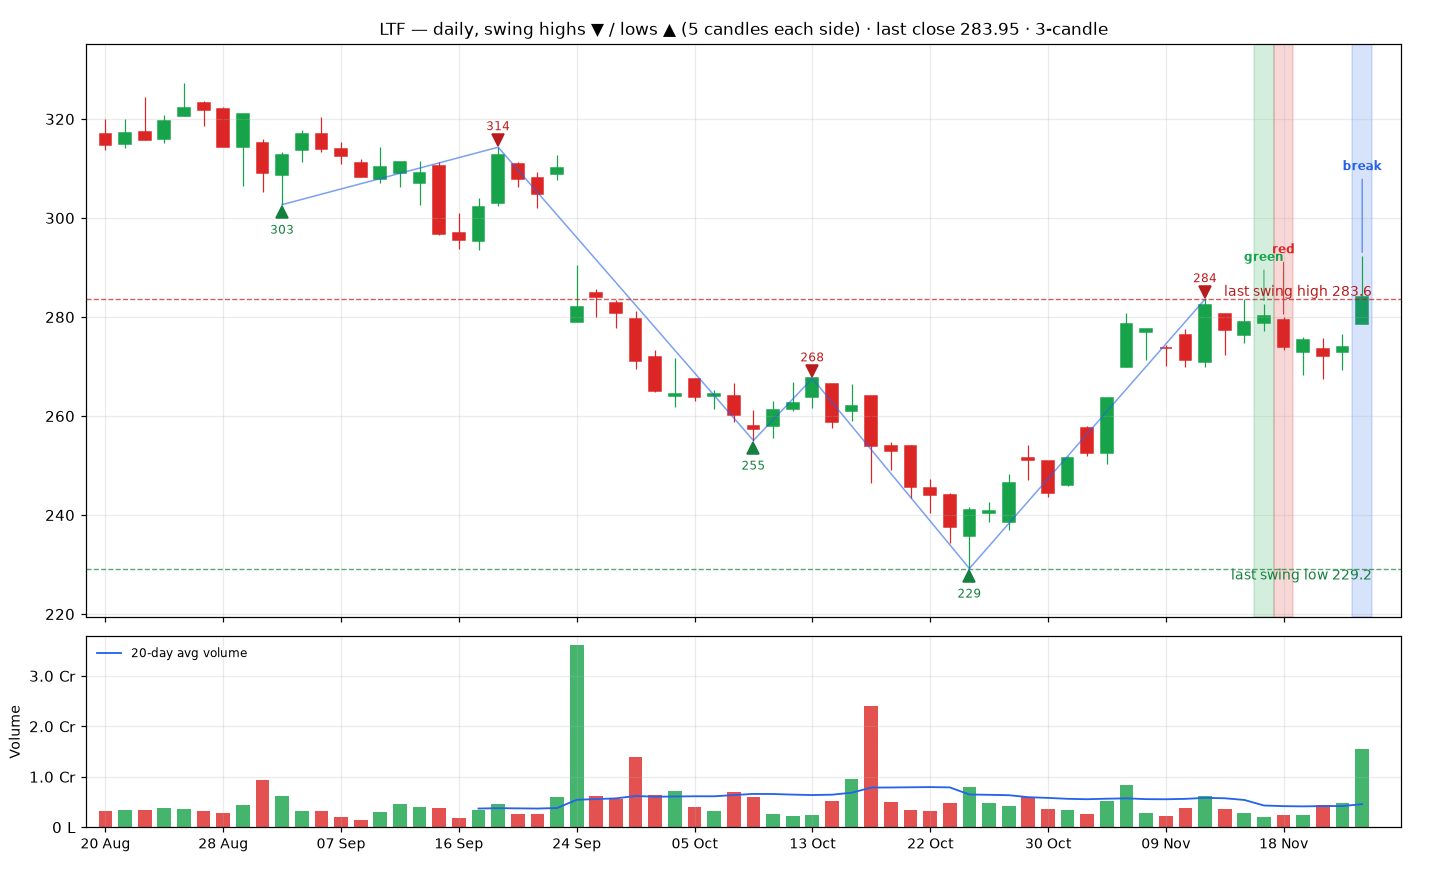 LTF — daily, swing highs ▼ / lows ▲ (5 candles each side) · last close 283.95 · 3-candle
320
300
280
260
240
220
303
314
255
268
229
284
green
red
break
last swing high 283.6
last swing low 229.2
20-day avg volume
Volume
3.0 Cr
2.0 Cr
1.0 Cr
0 L
20 Aug
28 Aug
07 Sep
16 Sep
24 Sep
05 Oct
13 Oct
22 Oct
30 Oct
09 Nov
18 Nov